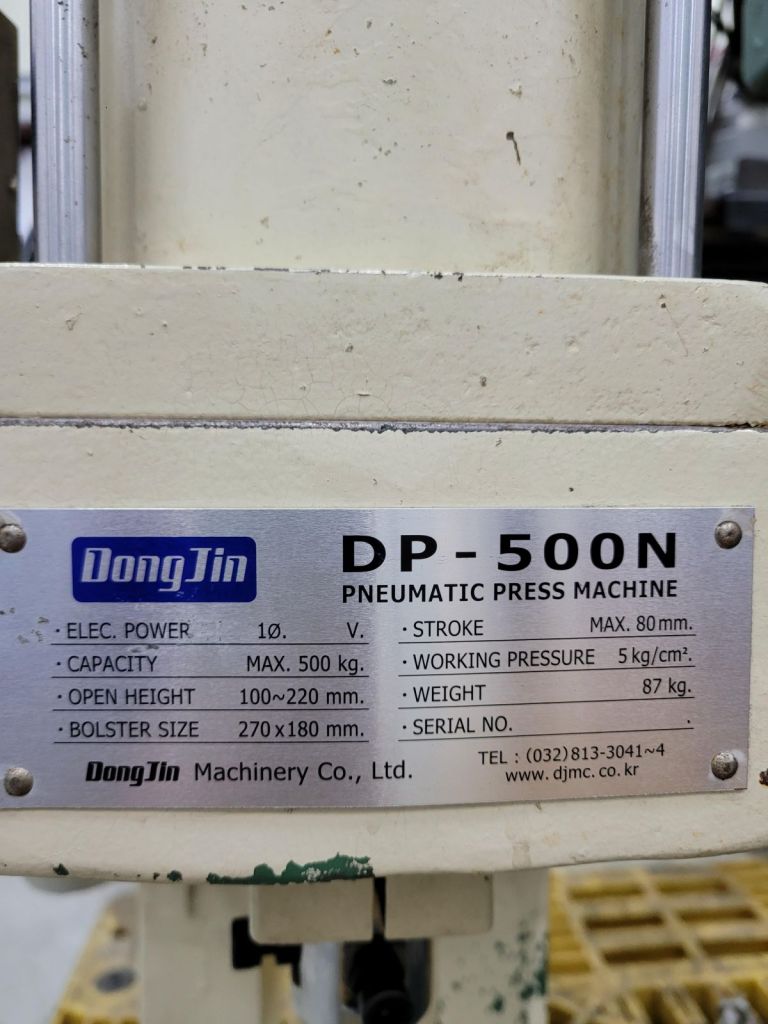 DongJin
DP-500N
PNEUMATIC PRESS MACHINE
· ELEC. POWER 1Ø. V.
· CAPACITY MAX. 500 kg.
· OPEN HEIGHT 100~220 mm.
· BOLSTER SIZE 270 x 180 mm.
· STROKE MAX. 80 mm.
· WORKING PRESSURE 5 kg/cm².
· WEIGHT 87 kg.
· SERIAL NO. .
DongJin Machinery Co., Ltd.
TEL : (032)813-3041~4
www. djmc. co. kr